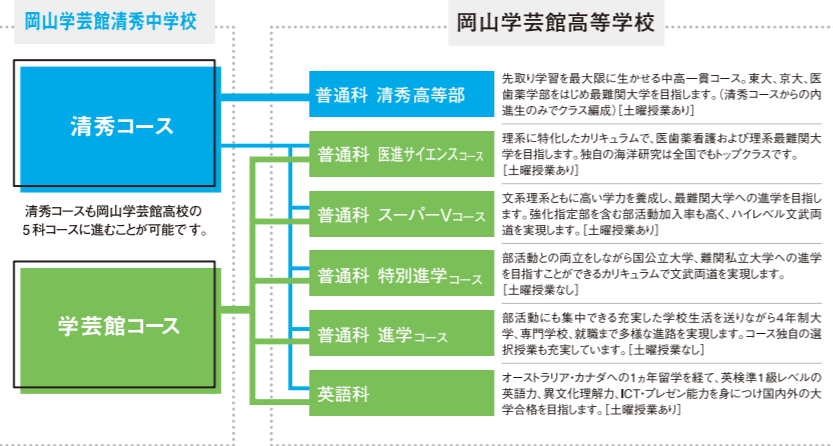 岡山学芸館清秀中学校
岡山学芸館高等学校
清秀コース
清秀コースも岡山学芸館高校の
5科コースに進むことが可能です。
学芸館コース
普通科 清秀高等部
先取り学習を最大限に生かせる中高一貫コース。東大、京大、医
歯薬学部をはじめ最難関大学を目指します。(清秀コースからの内
進生のみでクラス編成)[土曜授業あり]
普通科 医進サイエンスコース
理系に特化したカリキュラムで、医歯薬看護および理系最難関大
学を目指します。独自の海洋研究は全国でもトップクラスです。
[土曜授業あり]
普通科 スーパーVコース
文系理系ともに高い学力を養成し、最難関大学への進学を目指し
ます。強化指定部を含む部活動加入率も高く、ハイレベル文武両
道を実現します。[土曜授業あり]
普通科 特別進学コース
部活動との両立をしながら国公立大学、難関私立大学への進学
を目指すことができるカリキュラムで文武両道を実現します。
[土曜授業なし]
普通科 進学コース
部活動にも集中できる充実した学校生活を送りながら4年制大
学、専門学校、就職まで多様な進路を実現します。コース独自の選
択授業も充実しています。[土曜授業なし]
英語科
オーストラリア・カナダへの1ヵ年留学を経て、英検準1級レベルの
英語力、異文化理解力、ICT・プレゼン能力を身につけ国内外の大
学合格を目指します。[土曜授業あり]